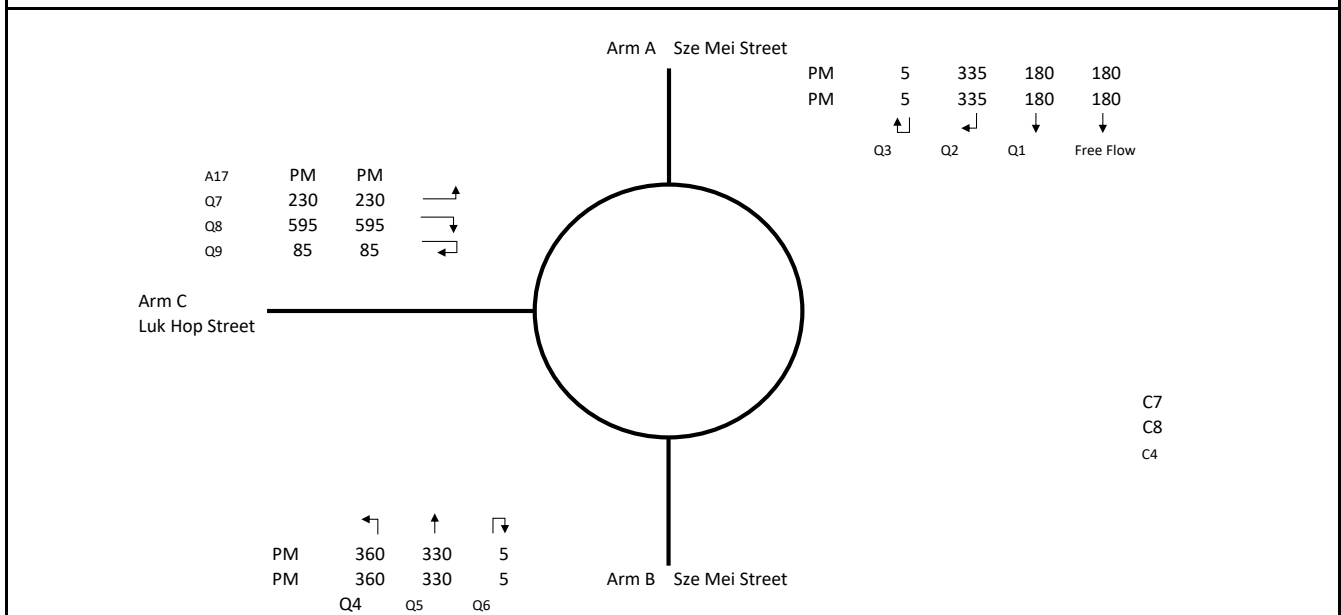 Arm A Sze Mei Street
PM 5 335 180 180
PM 5 335 180 180
Q3 Q2 Q1 Free Flow
A17 PM PM
Q7 230 230
Q8 595 595
Q9 85 85
Arm C
Luk Hop Street
C7
C8
C4
PM 360 330 5
PM 360 330 5
Q4 Q5 Q6
Arm B Sze Mei Street